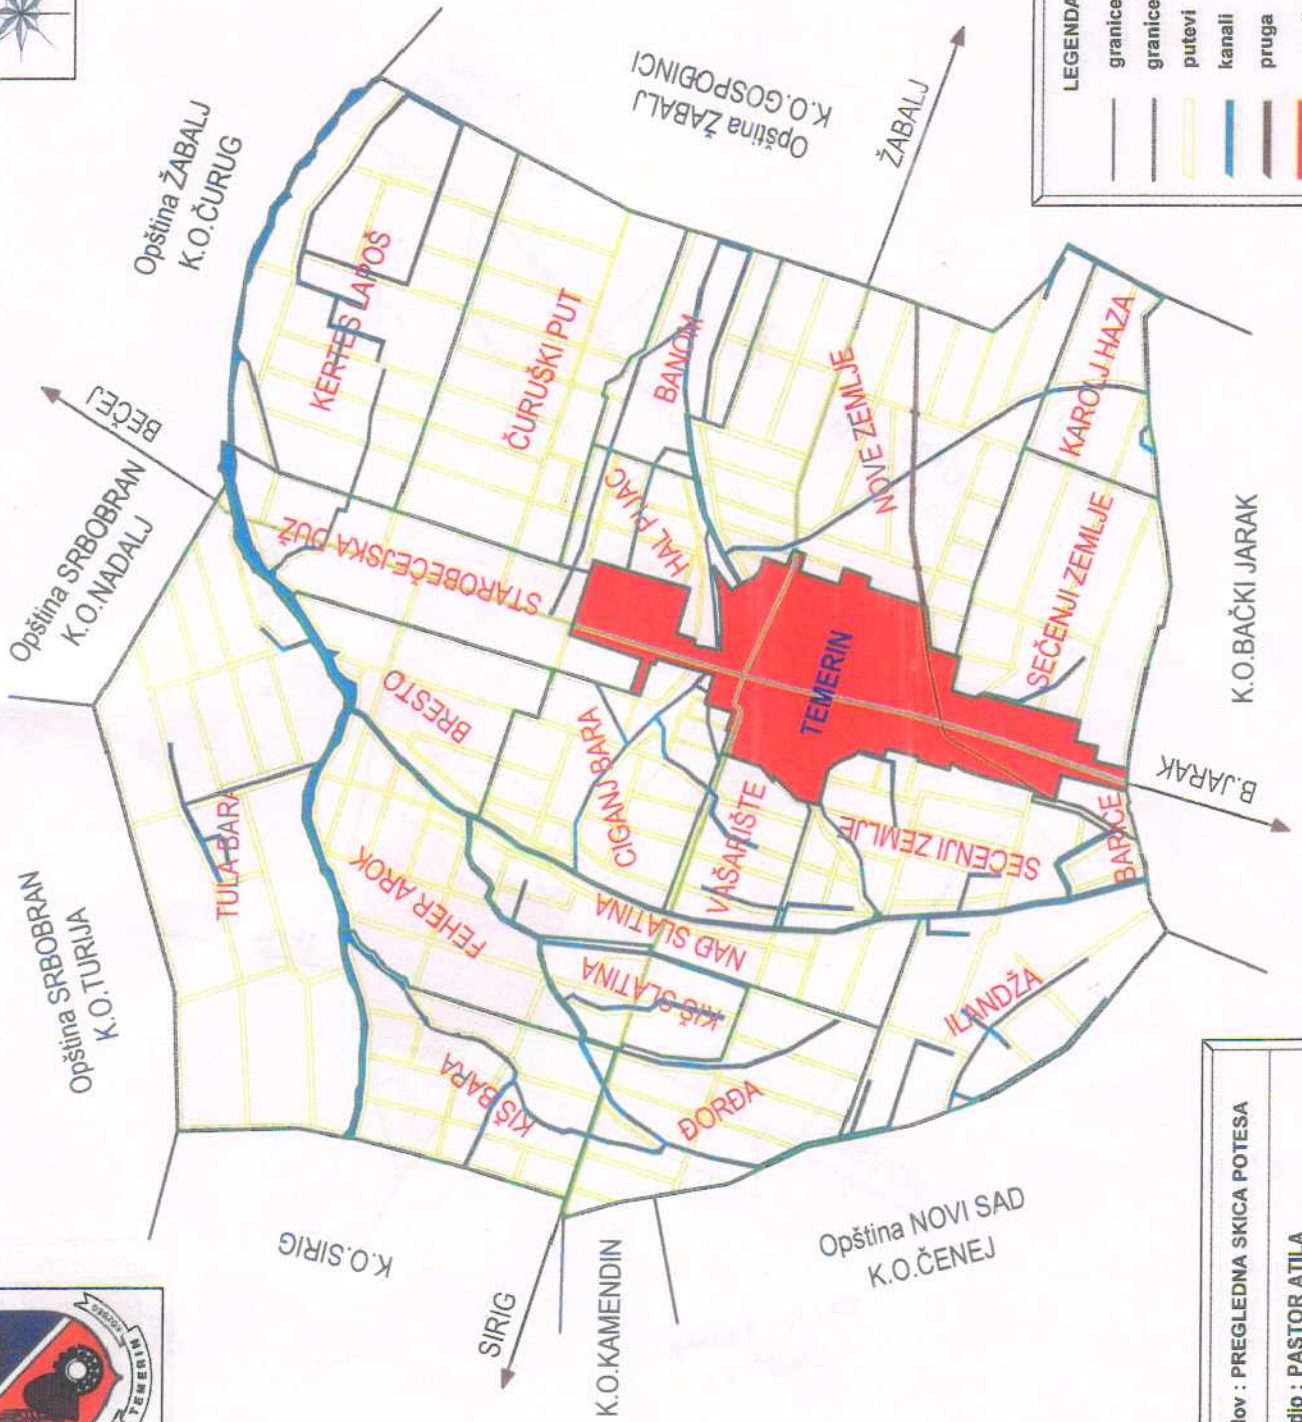 Opština ŽABALJ
K.O.ČURUG
Opština ŽABALJ
K.O.GOSPOĐINCI
LEGENDA
granice
granice
putevi
kanali
pruga
ŽABALJ
BEČEJ
Opština SRBOBRAN
K.O.NADALJ
Opština SRBOBRAN
K.O.TURIJA
KERTES LAPOŠ
ČURUŠKI PUT
BANOM
NOVE ZEMLJE
KAROLJ HAZA
HAL PIJAC
STAROBEČEJSKA DUŽ
SEČENJI ZEMLJE
K.O.BAČKI JARAK
TEMERIN
BRESTO
CIGANJ BARA
VAŠARIŠTE
SEČENJI ZEMLJE
BARICE
B.JARAK
TULA BARA
FEHER AROK
NAĐ SLATINA
KIŠ SLATINA
ILANDŽA
KIŠ BARA
ĐORĐA
K.O.SIRIG
SIRIG
K.O.KAMENDIN
Opština NOVI SAD
K.O.ČENEJ
TEMERIN
: PREGLEDNA SKICA POTESA
: PASTOR ATILA